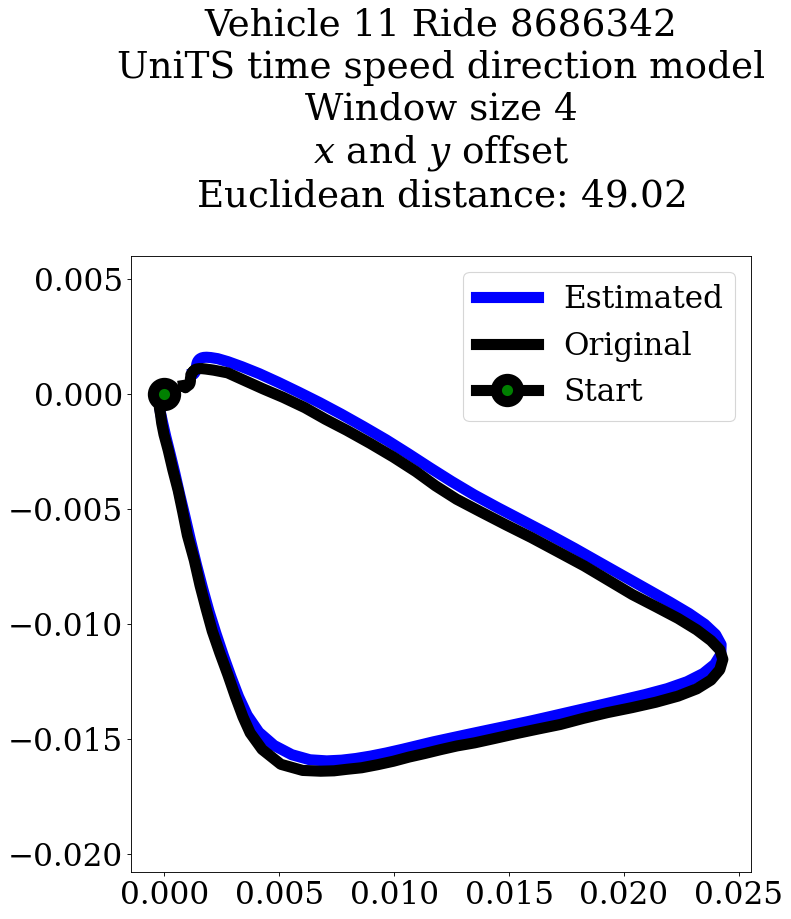 Vehicle 11 Ride 8686342
UniTS time speed direction model
Window size 4
x and y offset
Euclidean distance: 49.02
Estimated
Original
Start
0.005
0.000
−0.005
−0.010
−0.015
−0.020
0.000 0.005 0.010 0.015 0.020 0.025